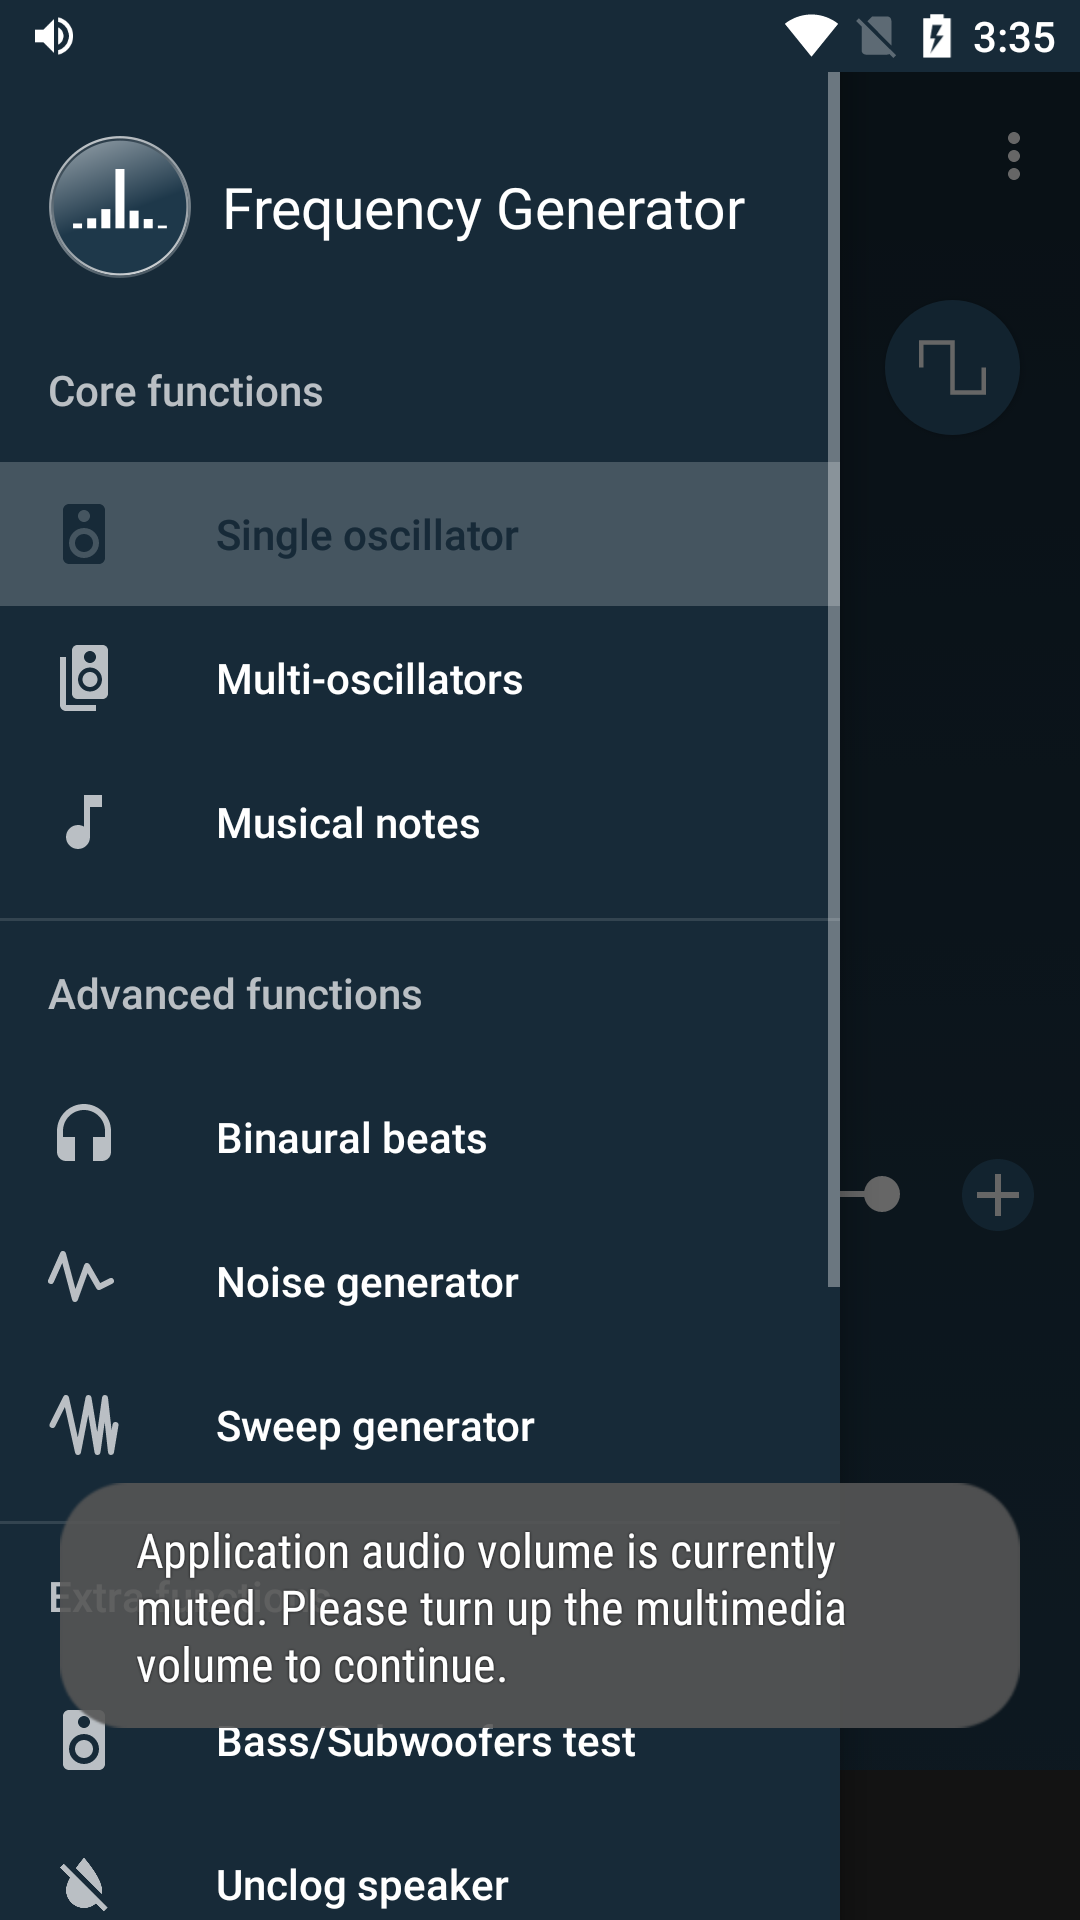 3:35
Frequency Generator
Core functions
Single oscillator
Multi-oscillators
Musical notes
Advanced functions
Binaural beats
Noise generator
Sweep generator
Extra functions
Application audio volume is currently
muted. Please turn up the multimedia
volume to continue.
Bass/Subwoofers test
Unclog speaker